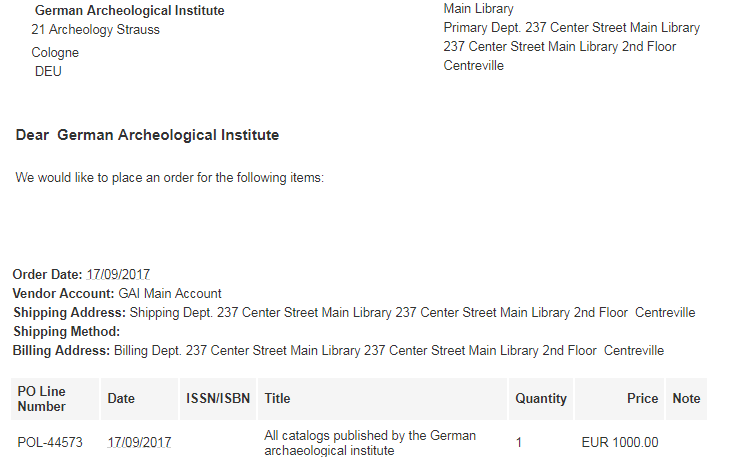 German Archeological Institute
21 Archeology Strauss
Cologne
DEU
Main Library
Primary Dept. 237 Center Street Main Library
237 Center Street Main Library 2nd Floor
Centreville
Dear German Archeological Institute
We would like to place an order for the following items:
Order Date: 17/09/2017
Vendor Account: GAI Main Account
Shipping Address: Shipping Dept. 237 Center Street Main Library 237 Center Street Main Library 2nd Floor Centreville
Shipping Method:
Billing Address: Billing Dept. 237 Center Street Main Library 237 Center Street Main Library 2nd Floor Centreville
PO Line Number Date ISSN/ISBN Title Quantity Price Note
POL-44573 17/09/2017 All catalogs published by the German archaeological institute 1 EUR 1000.00